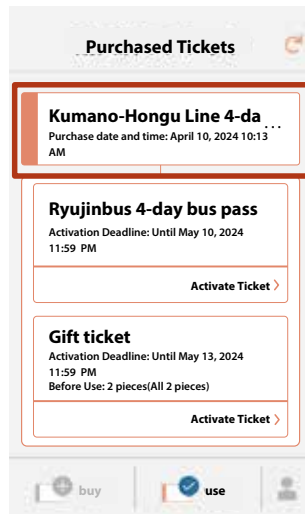 Purchased Tickets
Kumano-Hongu Line 4-da...
Purchase date and time: April 10, 2024 10:13
AM
Ryujinbus 4-day bus pass
Activation Deadline: Until May 10, 2024
11:59 PM
Activate Ticket
Gift ticket
Activation Deadline: Until May 13, 2024
11:59 PM
Before Use: 2 pieces(All 2 pieces)
Activate Ticket
buy
use